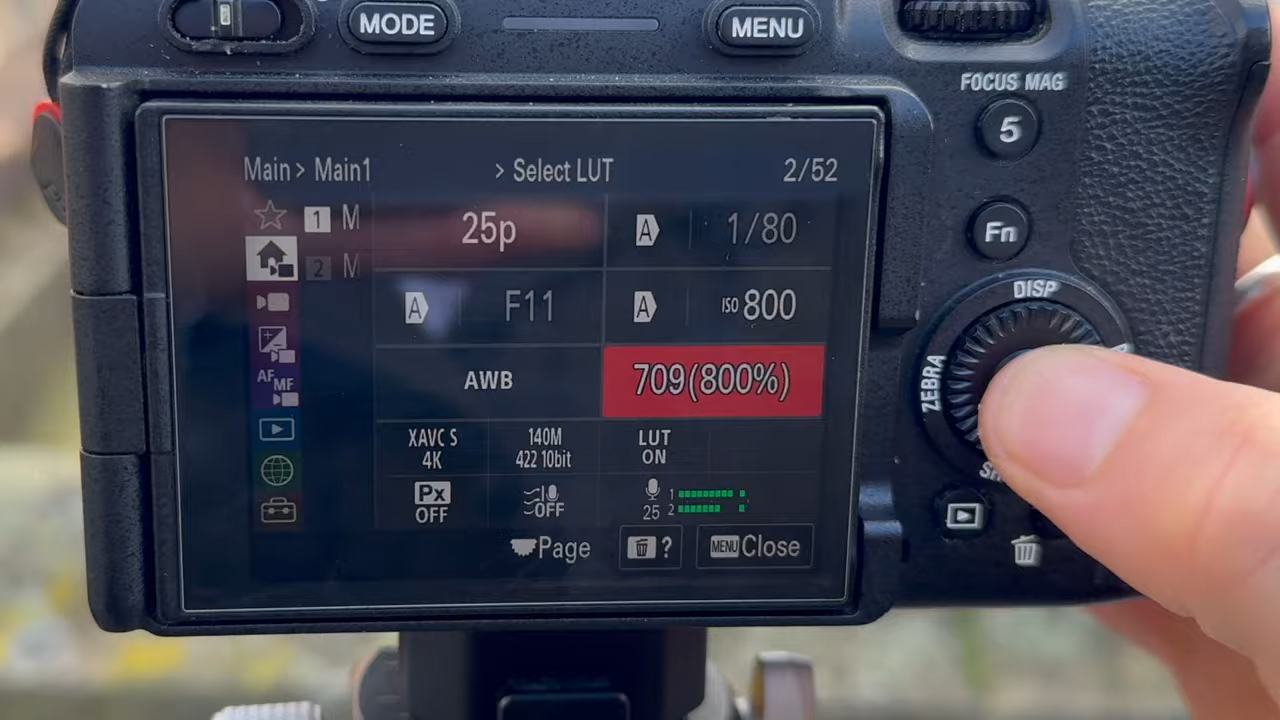 MODE
MENU
FOCUS MAG
5
Fn
DISP
ZEBRA
Main > Main1 > Select LUT 2/52
1 M
2 M
25p
A 1/80
A F11
A ISO 800
AWB
709(800%)
AF MF
XAVC S 4K
140M 422 10bit
LUT ON
Px OFF
OFF
25 1 2
Page
?
MENU Close